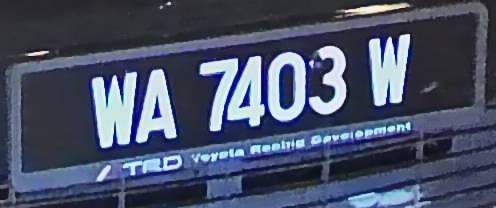 WA 7403 W
TRD Toyota Racing Development